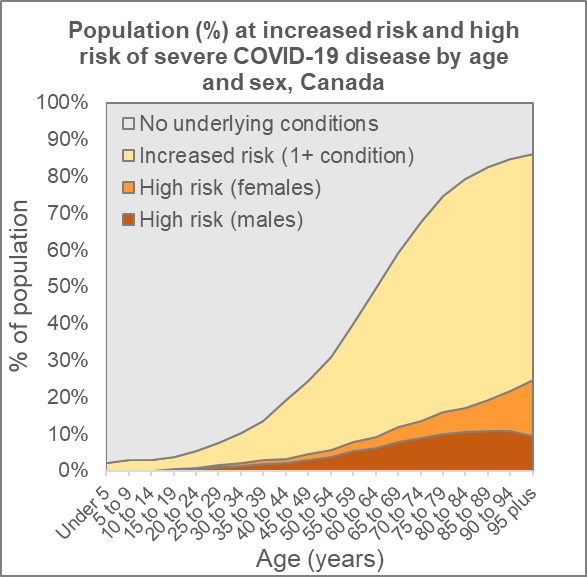 Population (%) at increased risk and high
risk of severe COVID-19 disease by age
and sex, Canada
100%
90%
80%
70%
60%
50%
40%
30%
20%
10%
0%
% of population
No underlying conditions
Increased risk (1+ condition)
High risk (females)
High risk (males)
Under 5
5 to 9
10 to 14
15 to 19
20 to 24
25 to 29
30 to 34
35 to 39
40 to 44
45 to 49
50 to 54
55 to 59
60 to 64
65 to 69
70 to 74
75 to 79
80 to 84
85 to 89
90 to 94
95 plus
Age (years)